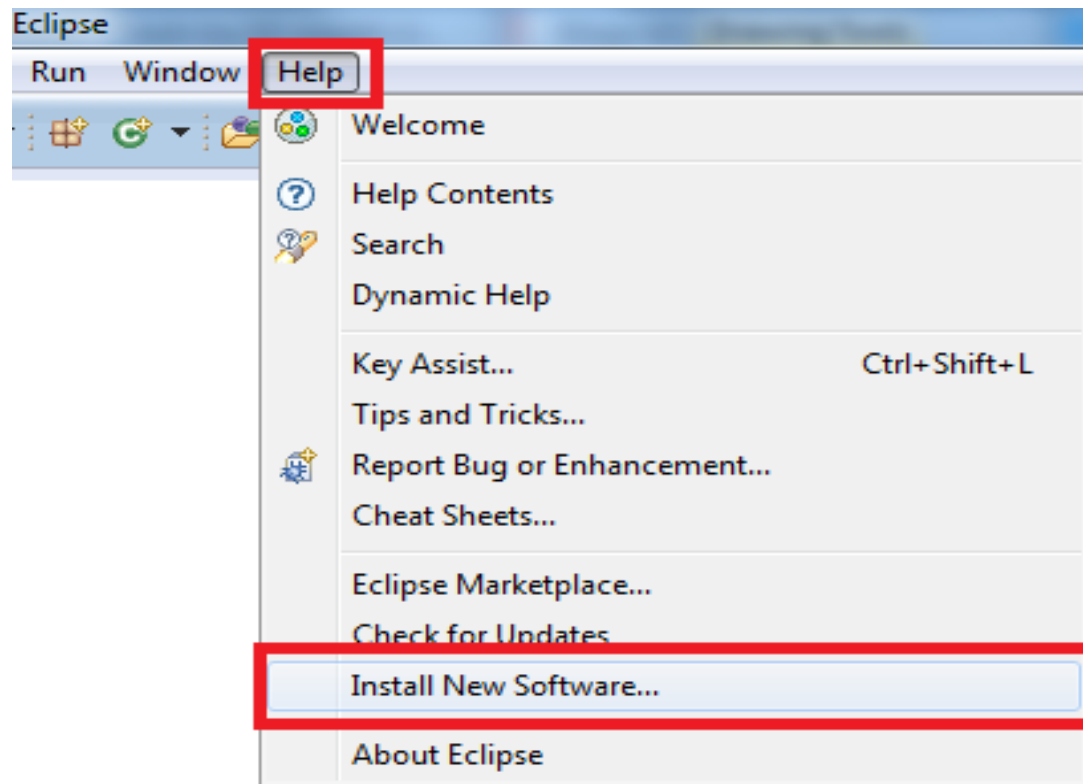 Eclipse
Run Window Help
Welcome
Help Contents
Search
Dynamic Help
Key Assist... Ctrl+Shift+L
Tips and Tricks...
Report Bug or Enhancement...
Cheat Sheets...
Eclipse Marketplace...
Check for Updates
Install New Software...
About Eclipse